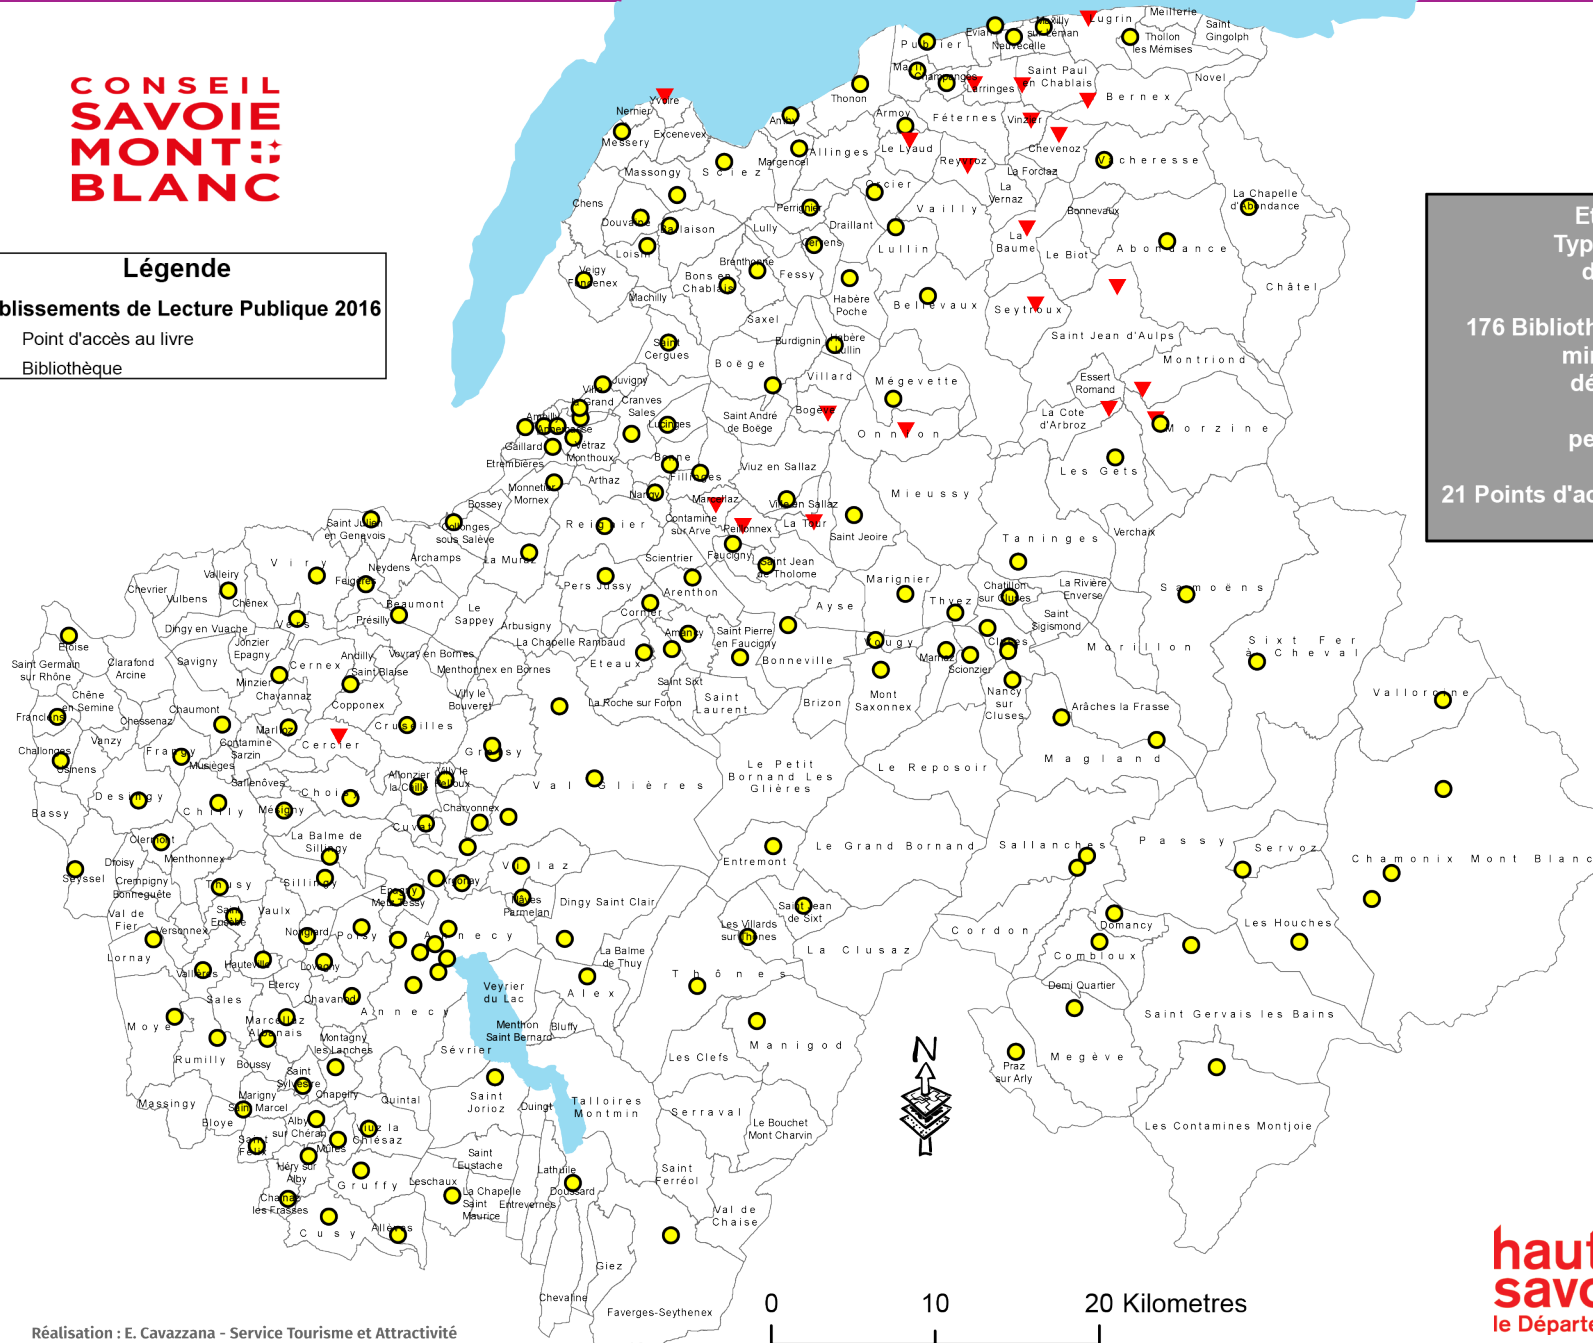 CONSEIL
SAVOIE
MONT
BLANC
Légende
blissements de Lecture Publique 2016
Point d'accès au livre
Bibliothèque
Et
Typ
d
176 Biblioth
min
dé
pe
21 Points d'ac
Meillerie
Saint
Gingolph
Lugrin
Maxilly
sur Léman
Evian
Neuvecelle
Thollon
les Mémises
Publier
Marin
Champanges
Larringes
Saint Paul
en Chablais
Novel
Bernex
Thonon
Yvoire
Nernier
Excenevex
Messery
Anthy
Armoy
Féternes
Vinzier
Chevenoz
Vacheresse
Le Lyaud
Reyvroz
Allinges
Margencel
Sciez
Massongy
La Forclaz
La
Vernaz
Orcier
Vailly
Bonnevaux
La Chapelle
d'Abondance
Chens
Douvaine
Ballaison
Loisin
Lully
Perrignier
Draillant
Cervens
Lullin
La
Baume
Le Biot
Abondance
Châtel
Veigy
Foncenex
Machilly
Bons en
Chablais
Brenthonne
Fessy
Habère
Poche
Bellevaux
Seytroux
Saint Jean d'Aulps
Montriond
Saxel
Burdignin
Habère
Lullin
Saint
Cergues
Boëge
Villard
Mégevette
Essert
Romand
La Cote
d'Arboz
Morzine
Les Gets
Juvigny
Ville
la Grand
Cranves
Sales
Lucinges
Saint André
de Boëge
Bogève
Onnion
Ambilly
Annemasse
Gaillard
Vétraz
Monthoux
Etrembières
Bonne
Fillinges
Viuz en Sallaz
Mieussy
Monnetier
Mornex
Arthaz
Nangy
Marcellaz
Ville en Sallaz
La Tour
Saint Jeoire
Bossey
Collonges
sous Salève
Reignier
Contamine
sur Arve
Peillonnex
Faucigny
Saint Jean
de Tholome
Taninges
Verchaix
Saint Julien
en Genevois
Archamps
La Muraz
Scientrier
Arenthon
Pers Jussy
Marignier
Chatillon
sur Cluses
La Rivière
Enverse
Samoëns
Viry
Neydens
Feigères
Valleiry
Chênex
Chevrier
Vulbens
Dingy en Vuache
Vers
Présilly
Beaumont
Le
Sappey
Arbusigny
Cornier
Amancy
Ayse
Thyez
Saint
Sigismond
Morillon
Sixt Fer
à Cheval
La Chapelle Rambaud
Eteaux
Saint Pierre
en Faucigny
Bonneville
Vougy
Marnaz
Scionzier
Cluses
Eloise
Saint Germain
sur Rhône
Clarafond
Arcine
Savigny
Jonzier
Epagny
Cernex
Andilly
Saint Blaise
Vovray en Bornes
Menthonnex en Bornes
Saint Sixt
Saint
Laurent
Brizon
Mont
Saxonnex
Nancy
sur
Cluses
Arâches la Frasse
Vallorcine
Minzier
Chavannaz
Copponex
Villy le
Bouveret
La Roche sur Foron
Chêne
en Semine
Franclens
Chessenaz
Chaumont
Marlioz
Contamine
Sarzin
Cercier
Cruseilles
Groisy
Vanzy
Challonges
Usinens
Frangy
Musièges
Sallenôves
Allonzier
la Caille
Villy le
Pelloux
Val Glières
Le Petit
Bornand Les
Glières
Le Reposoir
Magland
Bassy
Desingy
Chilly
Mésigny
Choisy
Charvonnex
Cuvat
Clermont
Menthonnex
La Balme de
Sillingy
Sillingy
Villaz
Entremont
Le Grand Bornand
Sallanches
Passy
Servoz
Chamonix Mont Blanc
Droisy
Seyssel
Crempigny
Bonneguête
Thusy
Epagny
Metz Tessy
Argonay
Nâves
Parmelan
Dingy Saint Clair
Saint Jean
de Sixt
Val de
Fier
Versonnex
Saint
Eusèbe
Vaulx
Nonglard
Poisy
Annecy
Les Villards
sur Thônes
La Clusaz
Cordon
Domancy
Les Houches
Combloux
Lornay
Vallières
Hauteville
Lovagny
La Balme
de Thuy
Thônes
Alex
Demi Quartier
Saint Gervais les Bains
Sales
Etercy
Chavanod
Annecy
Veyrier
du Lac
Moye
Marcellaz
Albanais
Montagny
les Lanches
Menthon
Saint Bernard
Bluffy
Sévrier
Les Clefs
Manigod
Megève
Praz
sur Arly
N
Rumilly
Boussy
Saint
Sylvestre
Chapeiry
Quintal
Saint
Jorioz
Duingt
Talloires
Montmin
Serraval
Le Bouchet
Mont Charvin
Les Contamines Montjoie
Massingy
Bloye
Marigny
Saint Marcel
Alby
sur Chéran
Viuz la
Chiésaz
Saint
Félix
Mûres
Héry sur
Alby
Gruffy
Leschaux
Saint
Eustache
La Chapelle
Saint
Maurice
Entrevernes
Lathuile
Doussard
Saint
Ferréol
Val de
Chaise
Chainaz
les Frasses
Cusy
Allèves
Giez
Chevaline
Faverges-Seythenex
0 10 20 Kilometres
haut
savo
le Départ
Réalisation : E. Cavazzana - Service Tourisme et Attractivité